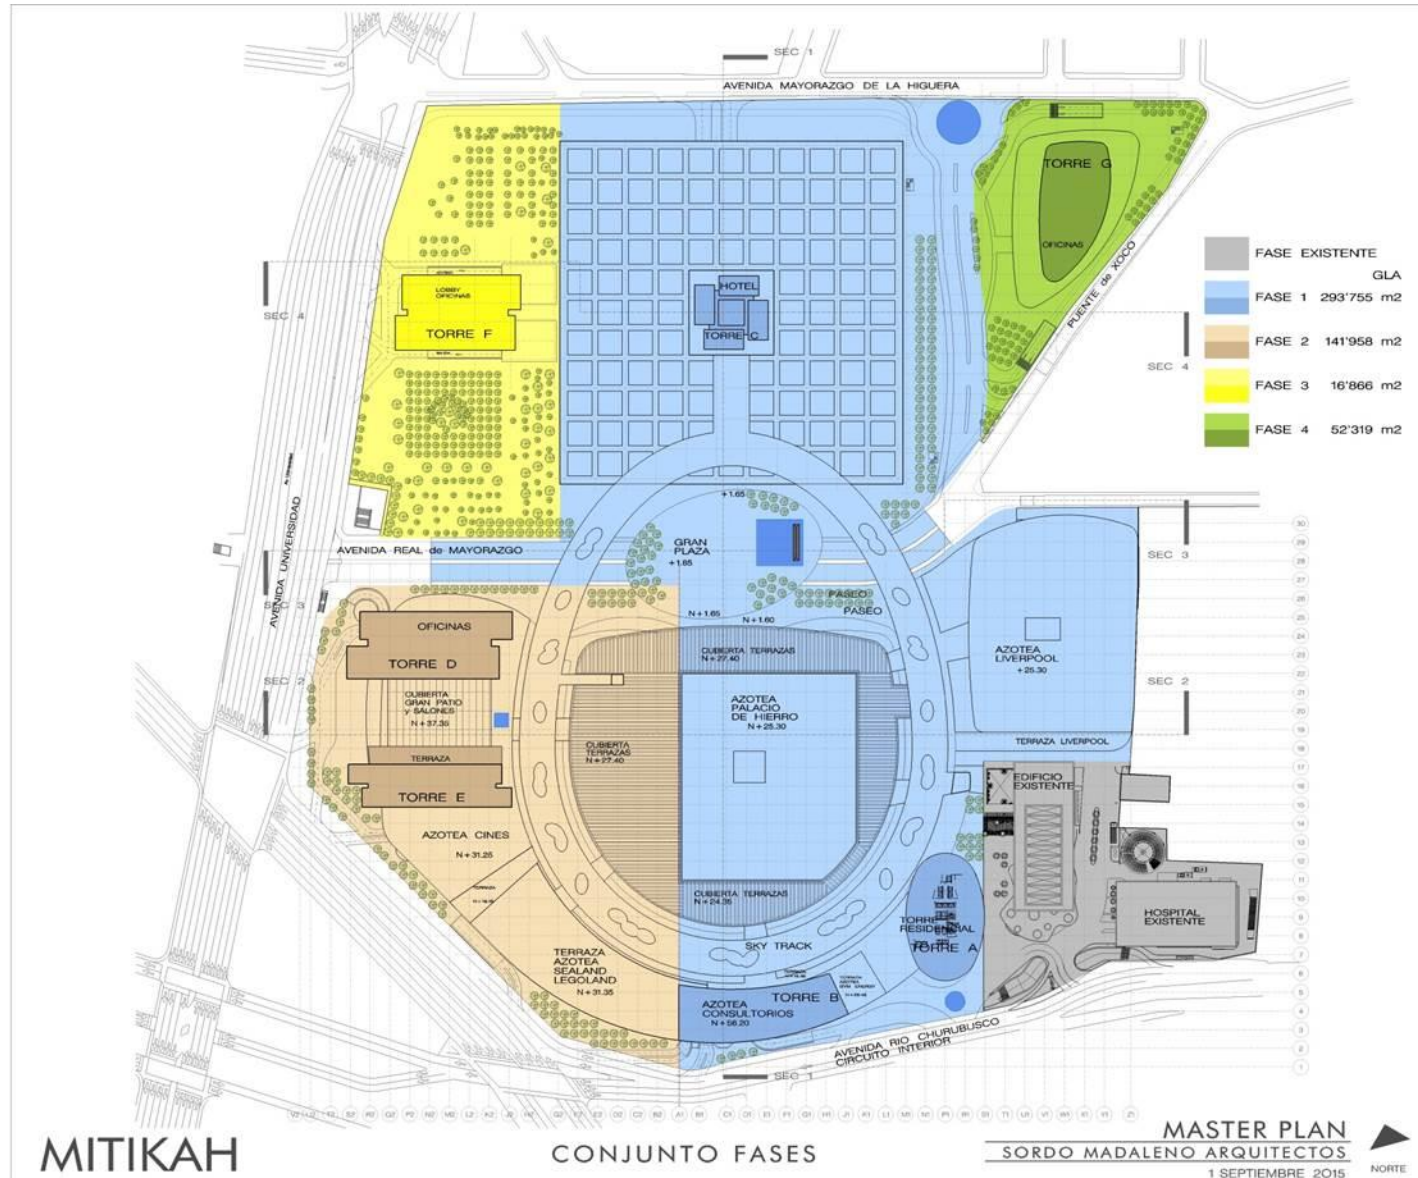 SEC 1
AVENIDA MAYORAZGO DE LA HIGUERA
TORRE G
OFICINAS
PUENTE de XOCO
FASE EXISTENTE
GLA
FASE 1 293'755 m2
FASE 2 141'958 m2
FASE 3 16'866 m2
FASE 4 52'319 m2
SEC 4
SEC 4
LOBBY
OFICINAS
TORRE F
HOTEL
TORRE C
AVENIDA UNIVERSIDAD
AVENIDA REAL de MAYORAZGO
+1.65
GRAN
PLAZA
+1.65
N+1.65
N+1.60
PASEO
PASEO
SEC 3
SEC 3
OFICINAS
TORRE D
CUBIERTA
GRAN PATIO
y SALONES
N+37.35
TERRAZA
TORRE E
AZOTEA CINES
N+31.25
SEC 2
SEC 2
CUBIERTA TERRAZAS
N+27.40
CUBIERTA
TERRAZAS
N+27.40
AZOTEA
PALACIO
DE HIERRO
N+25.30
AZOTEA
LIVERPOOL
+25.30
TERRAZA LIVERPOOL
EDIFICIO
EXISTENTE
HOSPITAL
EXISTENTE
CUBIERTA TERRAZAS
N+24.35
TORRE
RESIDENCIAL
TORRE A
SKY TRACK
TERRAZA
AZOTEA
SEALAND
LEGOLAND
N+31.35
TORRE B
AZOTEA
CONSULTORIOS
N+56.20
AVENIDA RIO CHURUBUSCO
CIRCUITO INTERIOR
SEC 1
MITIKAH
CONJUNTO FASES
MASTER PLAN
SORDO MADALENO ARQUITECTOS
1 SEPTIEMBRE 2015
NORTE